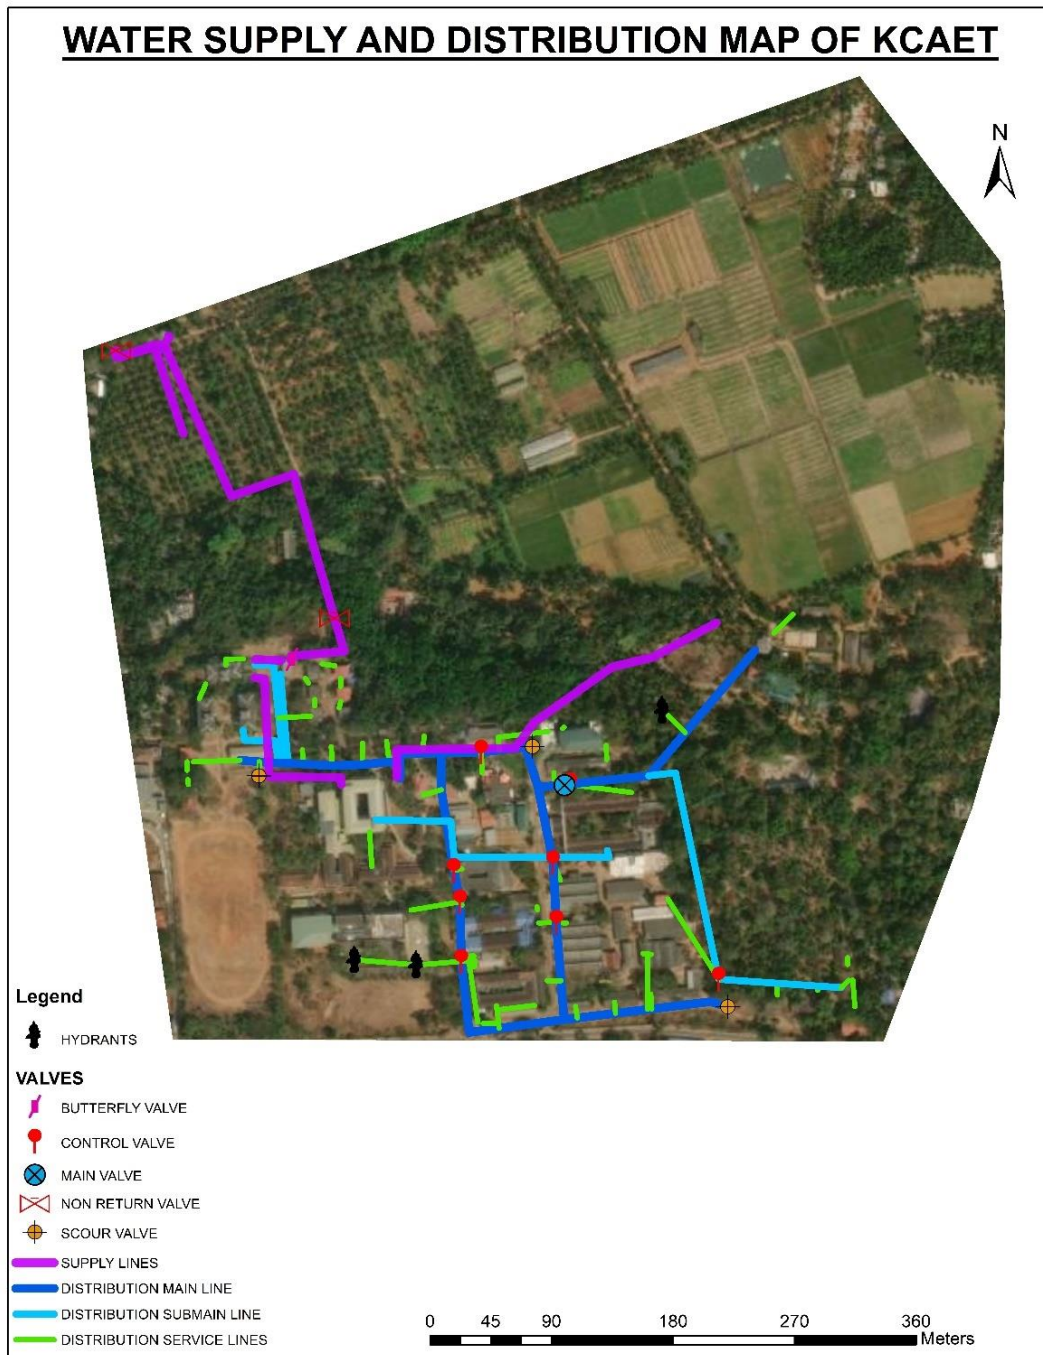 WATER SUPPLY AND DISTRIBUTION MAP OF KCAET
N
Legend
HYDRANTS
VALVES
BUTTERFLY VALVE
CONTROL VALVE
MAIN VALVE
NON RETURN VALVE
SCOUR VALVE
SUPPLY LINES
DISTRIBUTION MAIN LINE
DISTRIBUTION SUBMAIN LINE
DISTRIBUTION SERVICE LINES
0 45 90 180 270 360
Meters